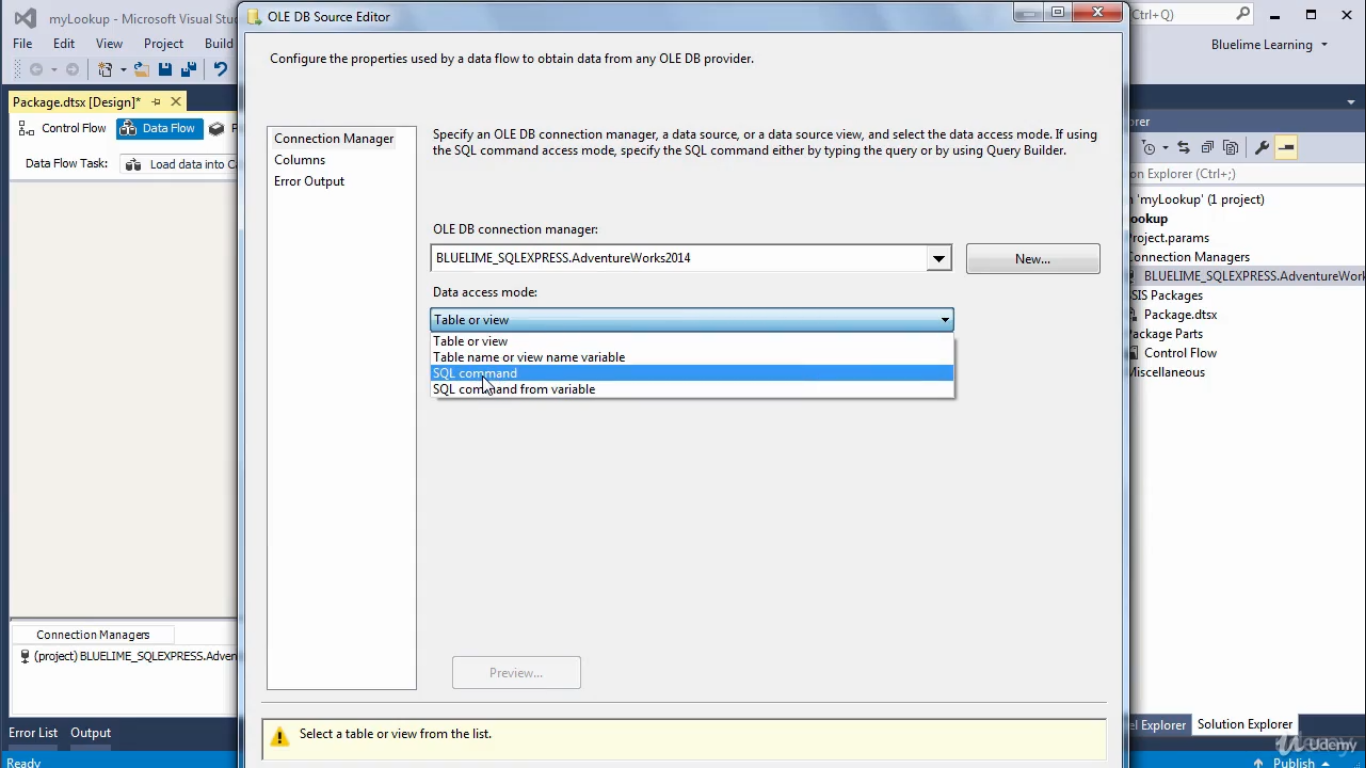 myLookup - Microsoft Visual Stu
OLE DB Source Editor
Ctrl+Q)
File Edit View Project Build
Bluelime Learning
Configure the properties used by a data flow to obtain data from any OLE DB provider.
Package.dtsx [Design]*
Control Flow Data Flow P
Data Flow Task: Load data into C
Connection Manager
Columns
Error Output
Specify an OLE DB connection manager, a data source, or a data source view, and select the data access mode. If using
the SQL command access mode, specify the SQL command either by typing the query or by using Query Builder.
OLE DB connection manager:
BLUELIME_SQLEXPRESS.AdventureWorks2014
New...
Data access mode:
Table or view
Table or view
Table name or view name variable
SQL command
SQL command from variable
Preview...
Select a table or view from the list.
orer
on Explorer (Ctrl+;)
n 'myLookup' (1 project)
ookup
Project.params
Connection Managers
BLUELIME_SQLEXPRESS.AdventureWork
SIS Packages
Package.dtsx
Package Parts
Control Flow
Miscellaneous
Connection Managers
(project) BLUELIME_SQLEXPRESS.Adven
Error List Output
el Explorer Solution Explorer
Udemy
Ready
Publish